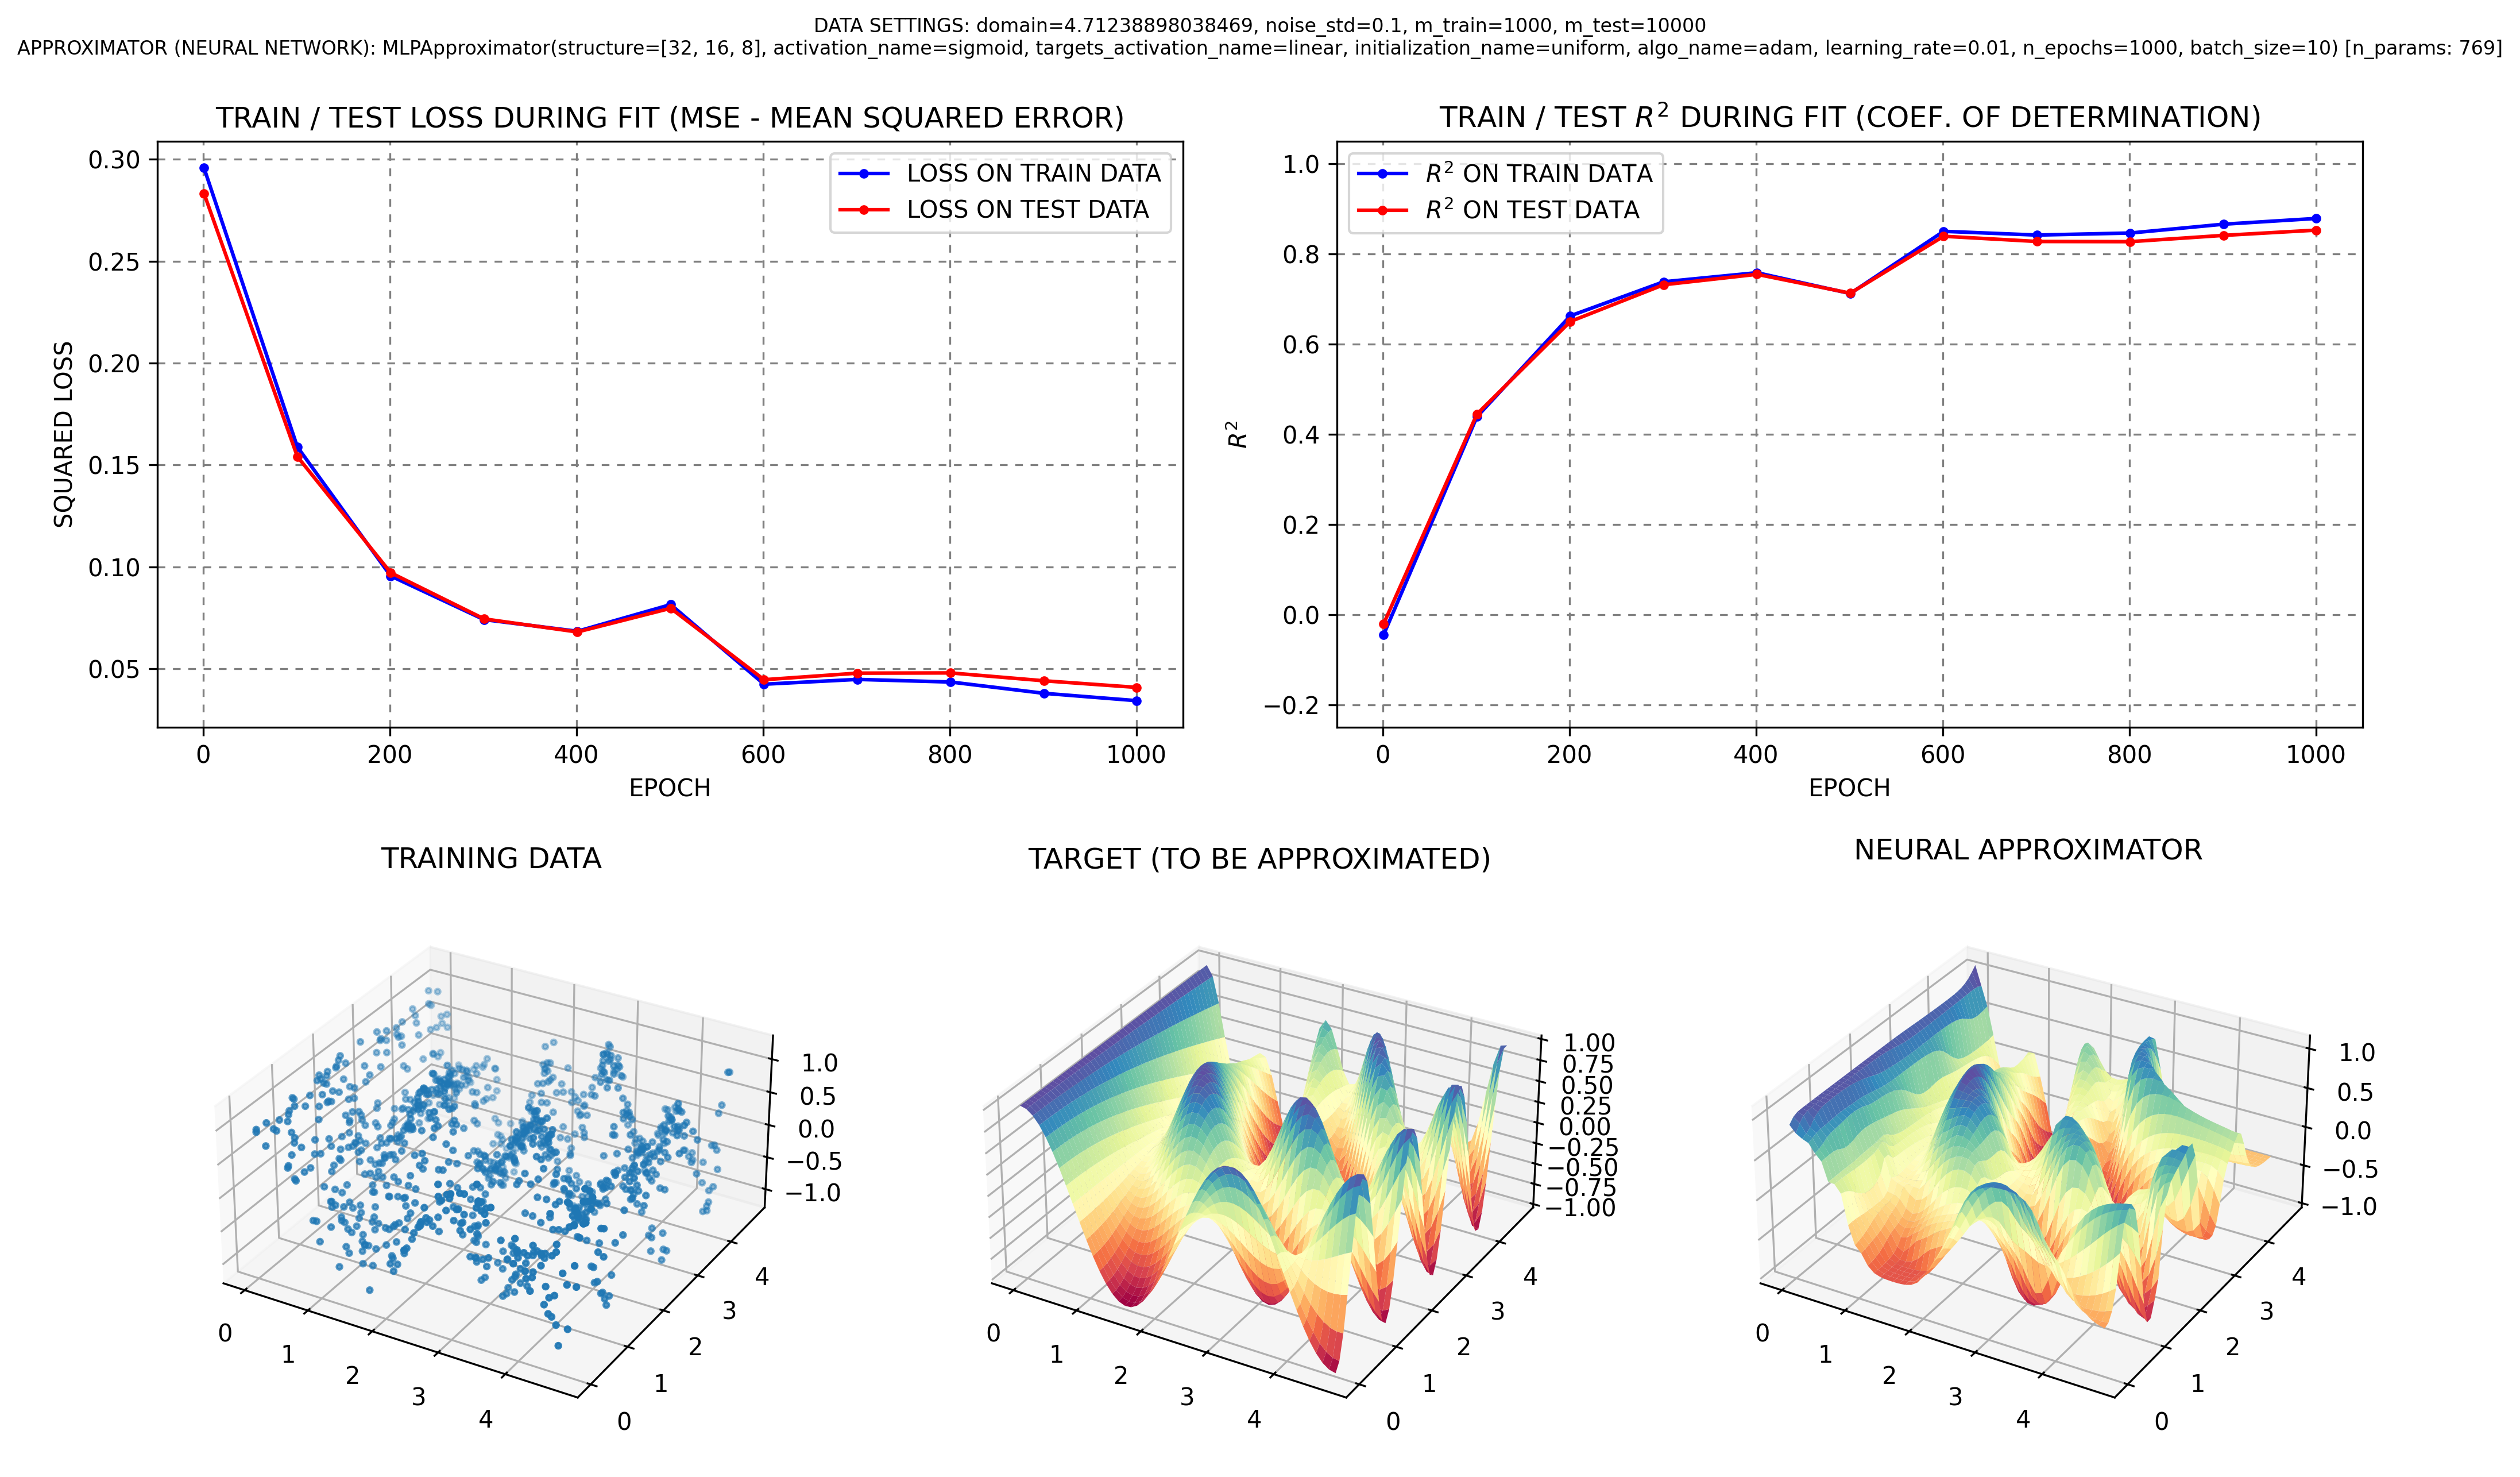 DATA SETTINGS: domain=4.71238898038469, noise_std=0.1, m_train=1000, m_test=10000
APPROXIMATOR (NEURAL NETWORK): MLPApproximator(structure=[32, 16, 8], activation_name=sigmoid, targets_activation_name=linear, initialization_name=uniform, algo_name=adam, learning_rate=0.01, n_epochs=1000, batch_size=10) [n_params: 769]
TRAIN / TEST LOSS DURING FIT (MSE - MEAN SQUARED ERROR)
LOSS ON TRAIN DATA
LOSS ON TEST DATA
SQUARED LOSS
0.30
0.25
0.20
0.15
0.10
0.05
0 200 400 600 800 1000
EPOCH
TRAIN / TEST R² DURING FIT (COEF. OF DETERMINATION)
R² ON TRAIN DATA
R² ON TEST DATA
R²
1.0
0.8
0.6
0.4
0.2
0.0
−0.2
0 200 400 600 800 1000
EPOCH
TRAINING DATA
1.0
0.5
0.0
−0.5
−1.0
0 1 2 3 4
0 1 2 3 4
TARGET (TO BE APPROXIMATED)
1.00
0.75
0.50
0.25
0.00
−0.25
−0.50
−0.75
−1.00
0 1 2 3 4
0 1 2 3 4
NEURAL APPROXIMATOR
1.0
0.5
0.0
−0.5
−1.0
0 1 2 3 4
0 1 2 3 4